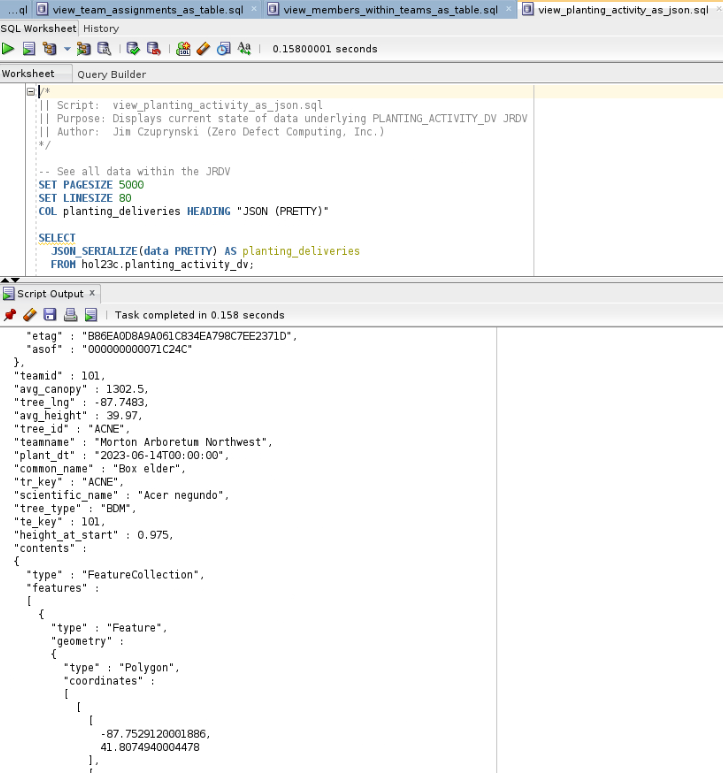 ...ql view_team_assignments_as_table.sql × view_members_within_teams_as_table.sql × view_planting_activity_as_json.sql ×
SQL Worksheet History
0.15800001 seconds
Worksheet Query Builder
/*
|| Script:  view_planting_activity_as_json.sql
|| Purpose: Displays current state of data underlying PLANTING_ACTIVITY_DV JRDV
|| Author:  Jim Czuprynski (Zero Defect Computing, Inc.)
*/
-- See all data within the JRDV
SET PAGESIZE 5000
SET LINESIZE 80
COL planting_deliveries HEADING "JSON (PRETTY)"
SELECT
JSON_SERIALIZE(data PRETTY) AS planting_deliveries
FROM hol23c.planting_activity_dv;
Script Output ×
Task completed in 0.158 seconds
"etag" : "B86EA0D8A9A061C834EA798C7EE2371D",
"asof" : "000000000071C24C"
},
"teamid" : 101,
"avg_canopy" : 1302.5,
"tree_lng" : -87.7483,
"avg_height" : 39.97,
"tree_id" : "ACNE",
"teamname" : "Morton Arboretum Northwest",
"plant_dt" : "2023-06-14T00:00:00",
"common_name" : "Box elder",
"tr_key" : "ACNE",
"scientific_name" : "Acer negundo",
"tree_type" : "BDM",
"te_key" : 101,
"height_at_start" : 0.975,
"contents" :
{
"type" : "FeatureCollection",
"features" :
[
{
"type" : "Feature",
"geometry" :
{
"type" : "Polygon",
"coordinates" :
[
[
[
-87.7529120001886,
41.8074940004478
],